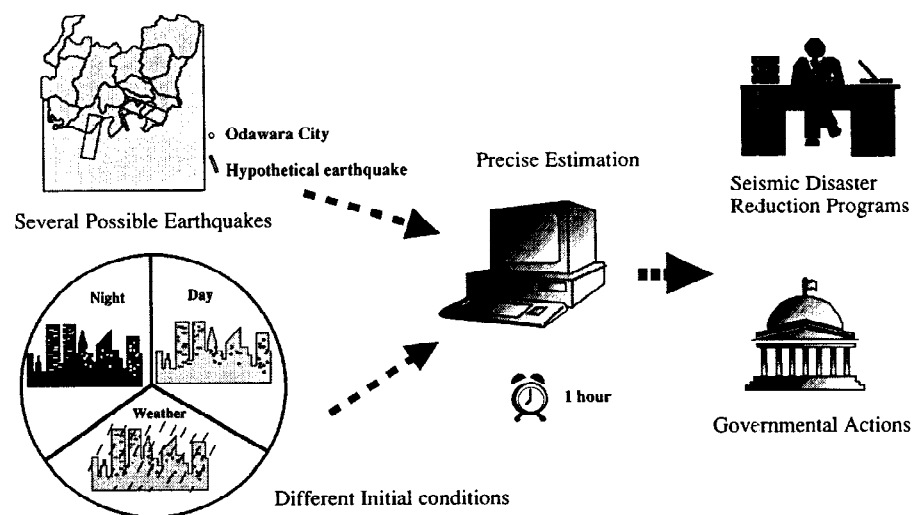 Odawara City
Hypothetical earthquake
Several Possible Earthquakes
Night
Day
Weather
Different Initial conditions
Precise Estimation
1 hour
Seismic Disaster
Reduction Programs
Governmental Actions